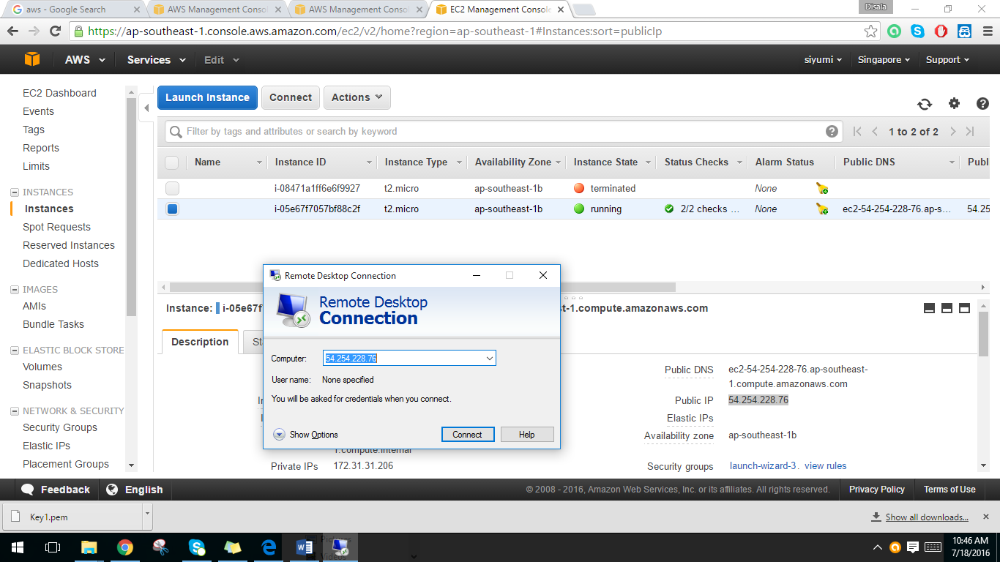 aws - Google Search
AWS Management Consol
AWS Management Consol
EC2 Management Console
Disala
https://ap-southeast-1.console.aws.amazon.com/ec2/v2/home?region=ap-southeast-1#Instances:sort=publicIp
AWS Services Edit siyumi Singapore Support
EC2 Dashboard
Events
Tags
Reports
Limits
INSTANCES
Instances
Spot Requests
Reserved Instances
Dedicated Hosts
IMAGES
AMIs
Bundle Tasks
ELASTIC BLOCK STORE
Volumes
Snapshots
NETWORK & SECURITY
Security Groups
Elastic IPs
Placement Groups
Launch Instance Connect Actions
Filter by tags and attributes or search by keyword
1 to 2 of 2
Name Instance ID Instance Type Availability Zone Instance State Status Checks Alarm Status Public DNS Publ
i-08471a1ff6e6f9927 t2.micro ap-southeast-1b terminated None
i-05e67f7057bf88c2f t2.micro ap-southeast-1b running 2/2 checks ... None ec2-54-254-228-76.ap-s... 54.25
Instance: i-05e67f st-1.compute.amazonaws.com
Description St
Remote Desktop Connection
Remote Desktop
Connection
Computer: 54.254.228.76
User name: None specified
You will be asked for credentials when you connect.
Show Options Connect Help
1.compute.internal
Private IPs 172.31.31.206
Public DNS ec2-54-254-228-76.ap-southeast-
1.compute.amazonaws.com
Public IP 54.254.228.76
Elastic IPs
Availability zone ap-southeast-1b
Security groups launch-wizard-3. view rules
Feedback English © 2008 - 2016, Amazon Web Services, Inc. or its affiliates. All rights reserved. Privacy Policy Terms of Use
Key1.pem
Show all downloads...
10:46 AM
7/18/2016